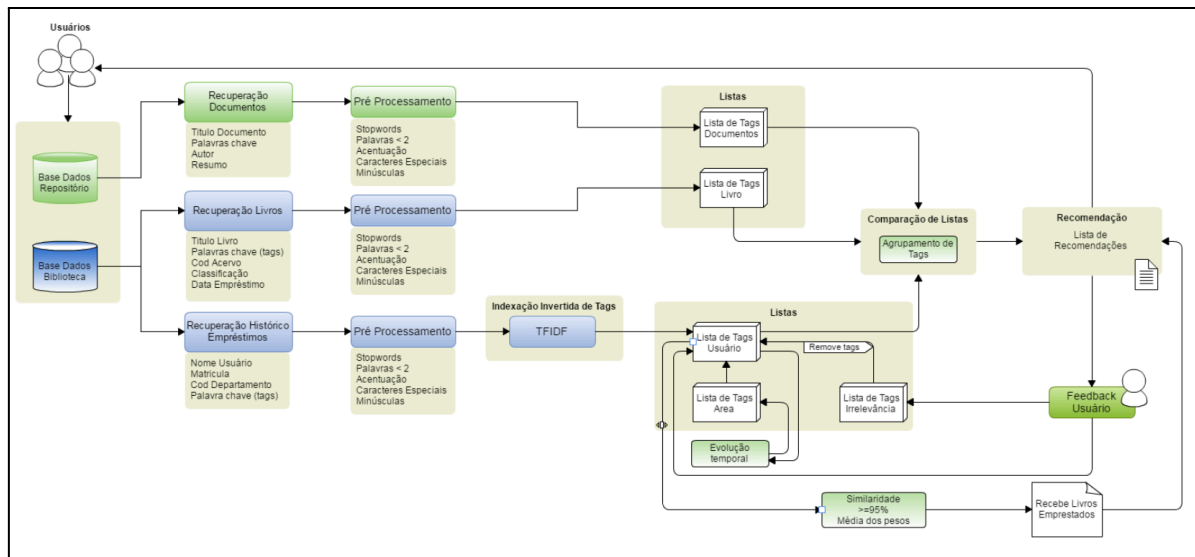 Usuários
Base Dados
Repositório
Base Dados
Biblioteca
Recuperação
Documentos
Titulo Documento
Palavras chave
Autor
Resumo
Pré Processamento
Stopwords
Palavras < 2
Acentuação
Caracteres Especiais
Minúsculas
Recuperação Livros
Titulo Livro
Palavras chave (tags)
Cod Acervo
Classificação
Data Empréstimo
Pré Processamento
Stopwords
Palavras < 2
Acentuação
Caracteres Especiais
Minúsculas
Recuperação Histórico
Empréstimos
Nome Usuário
Matricula
Cod Departamento
Palavra chave (tags)
Pré Processamento
Stopwords
Palavras < 2
Acentuação
Caracteres Especiais
Minúsculas
Indexação Invertida de Tags
TFIDF
Listas
Lista de Tags
Documentos
Lista de Tags
Livro
Listas
Lista de Tags
Usuário
Remove tags
Lista de Tags
Area
Lista de Tags
Irrelevância
Evolução
temporal
Comparação de Listas
Agrupamento de
Tags
Recomendação
Lista de
Recomendações
Feedback
Usuário
Similaridade
>=95%
Média dos pesos
Recebe Livros
Emprestados